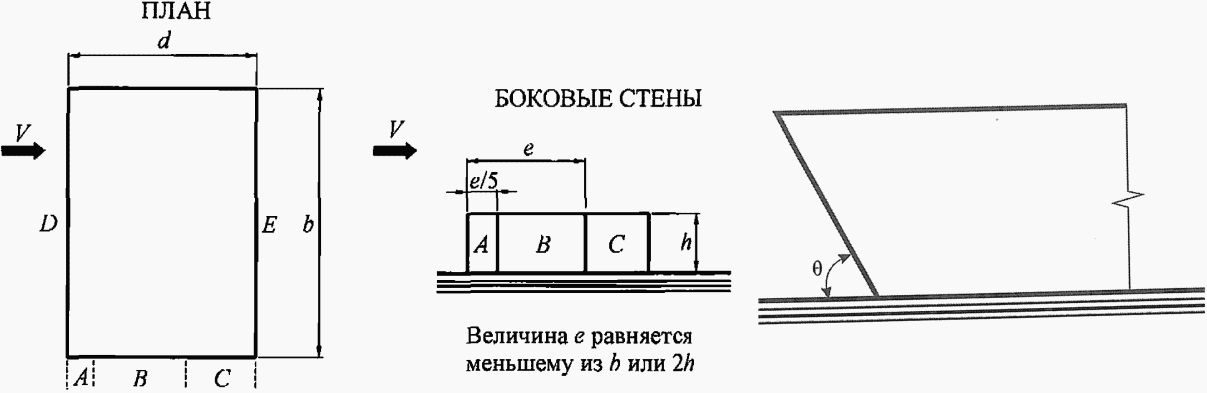 ПЛАН
d
V
D
E
b
A
B
C
БОКОВЫЕ СТЕНЫ
V
e
e/5
A
B
C
h
Величина e равняется
меньшему из b или 2h
θ